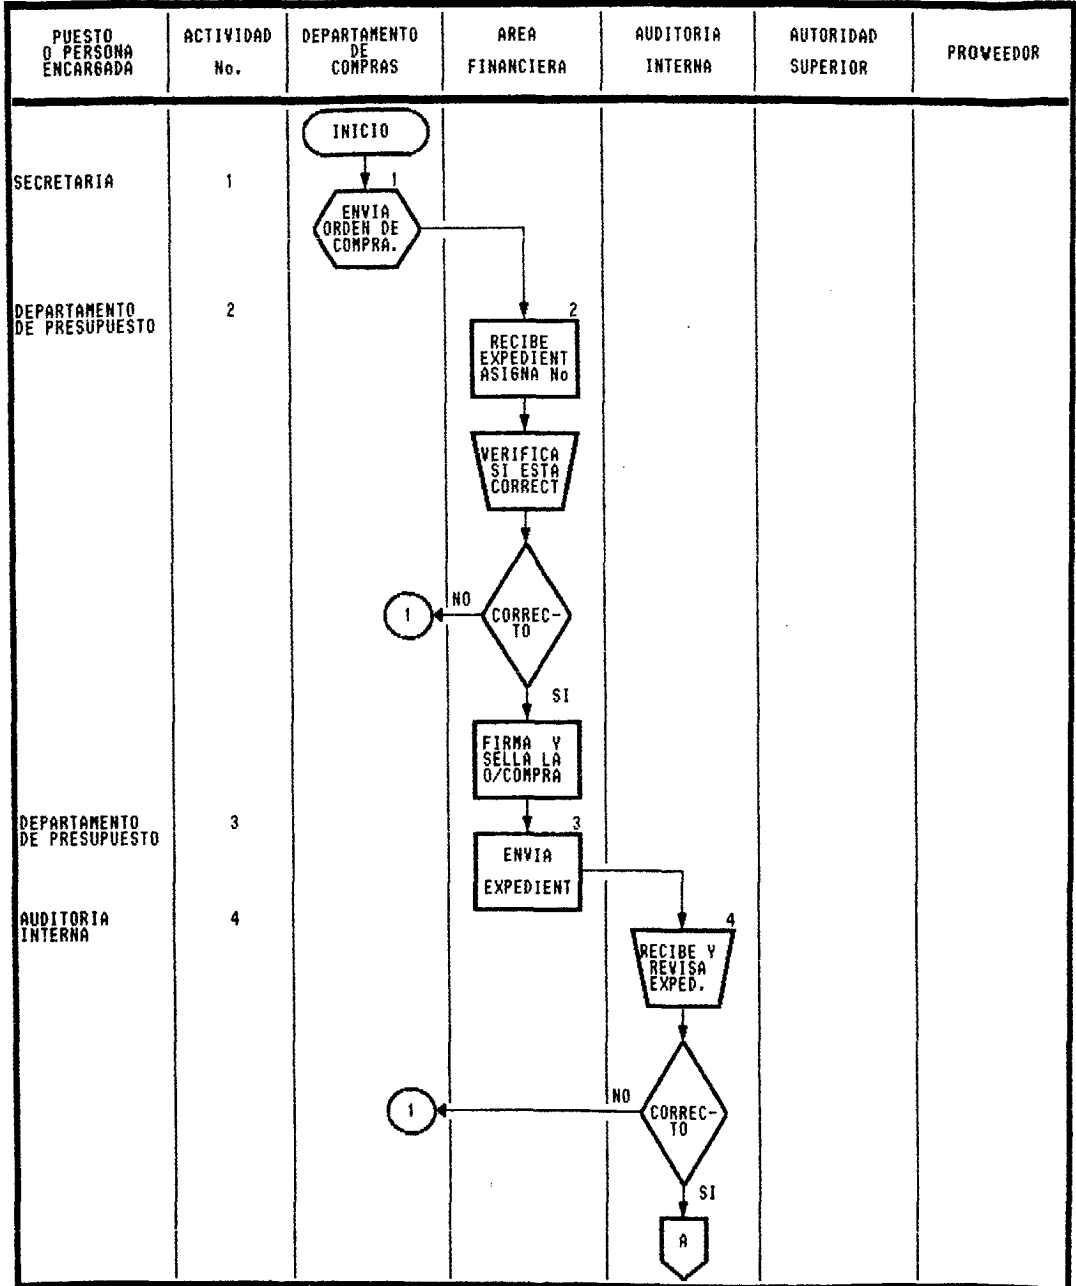 PUESTO
O PERSONA
ENCARGADA
ACTIVIDAD
No.
DEPARTAMENTO
DE
COMPRAS
AREA
FINANCIERA
AUDITORIA
INTERNA
AUTORIDAD
SUPERIOR
PROVEEDOR
INICIO
SECRETARIA
1
1
ENVIA
ORDEN DE
COMPRA.
DEPARTAMENTO
DE PRESUPUESTO
2
2
RECIBE
EXPEDIENT
ASIGNA No
VERIFICA
SI ESTA
CORRECT
CORREC-
TO
NO
1
SI
FIRMA Y
SELLA LA
O/COMPRA
DEPARTAMENTO
DE PRESUPUESTO
3
3
ENVIA
EXPEDIENT
AUDITORIA
INTERNA
4
4
RECIBE Y
REVISA
EXPED.
CORREC-
TO
NO
1
SI
A